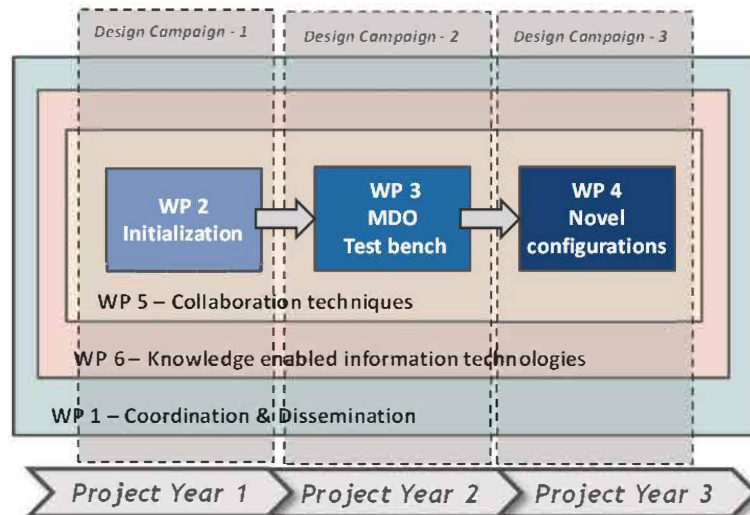 Design Campaign - 1
Design Campaign - 2
Design Campaign - 3
WP 2
Initialization
WP 3
MDO
Test bench
WP 4
Novel
configurations
WP 5 – Collaboration techniques
WP 6 – Knowledge enabled information technologies
WP 1 – Coordination & Dissemination
Project Year 1
Project Year 2
Project Year 3